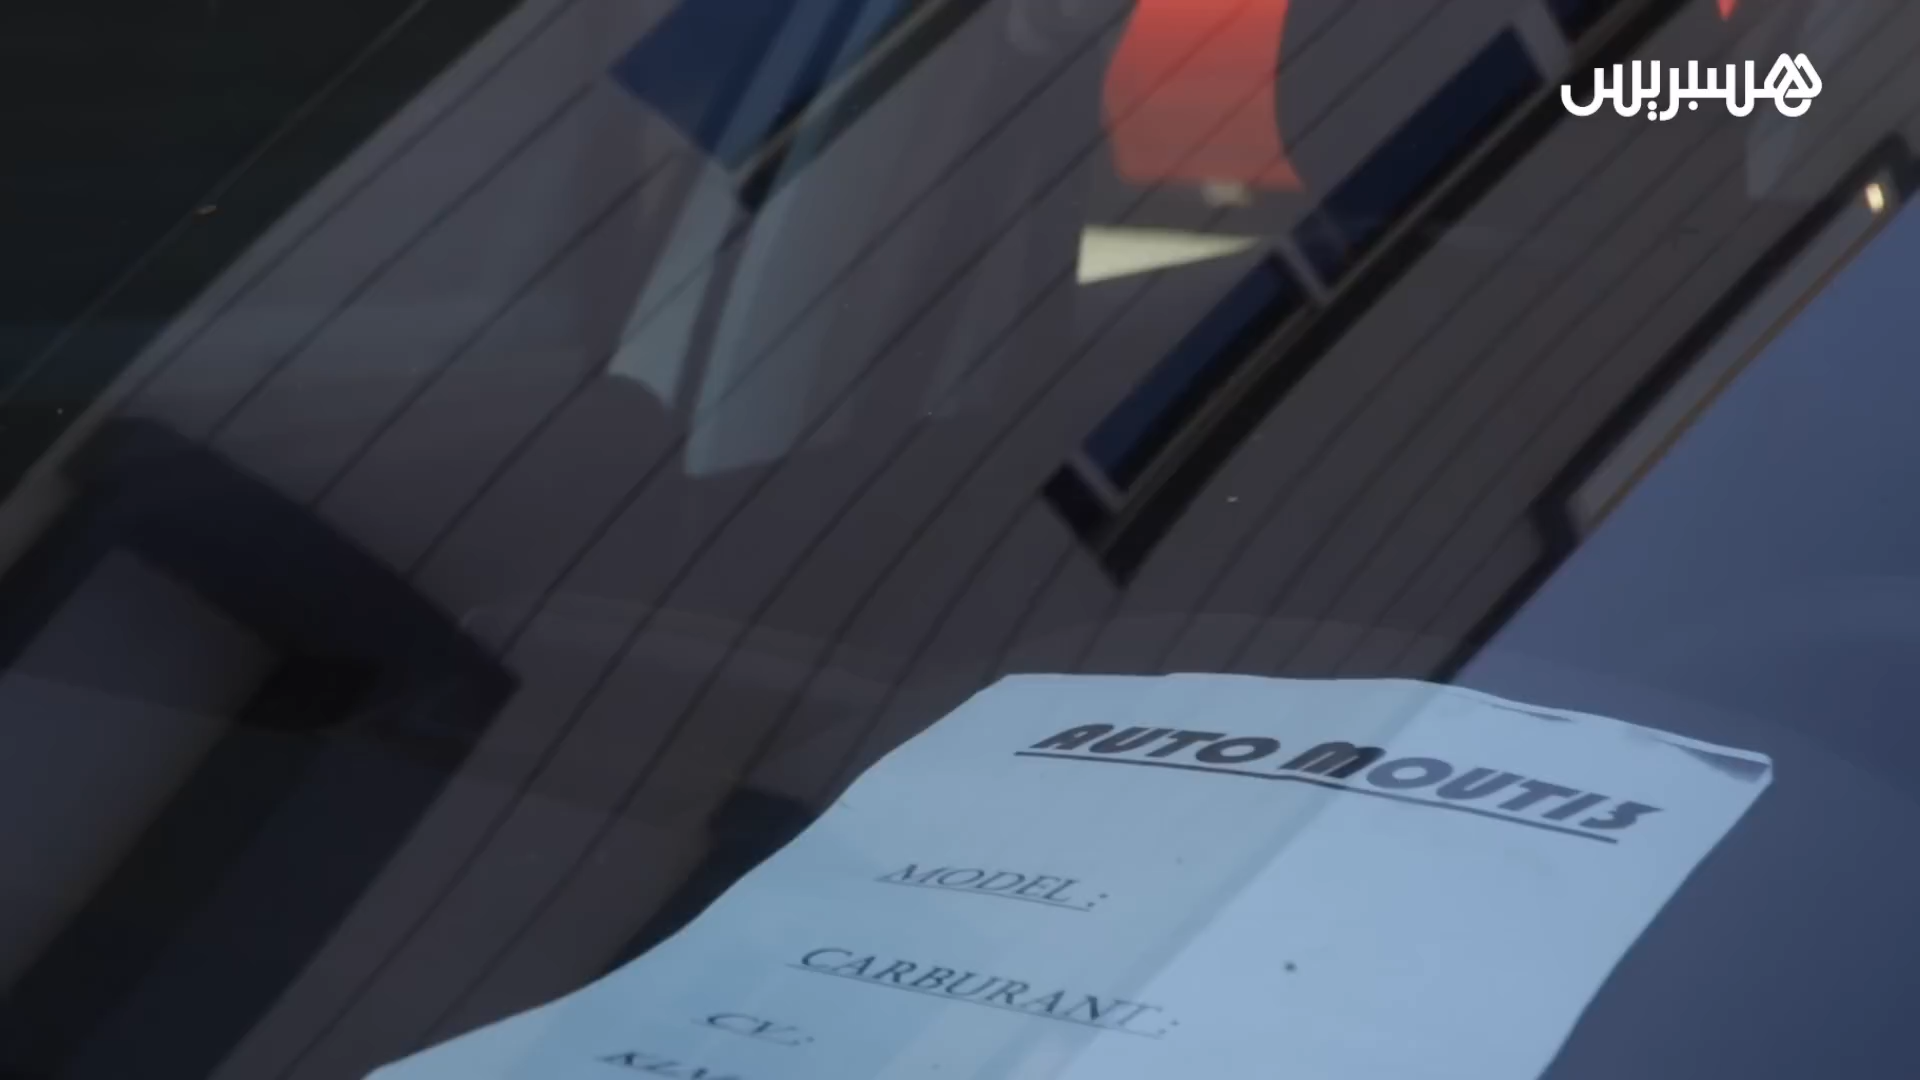 هسبريس
AUTO MOUTIS
MODEL :
CARBURANT :
CV :